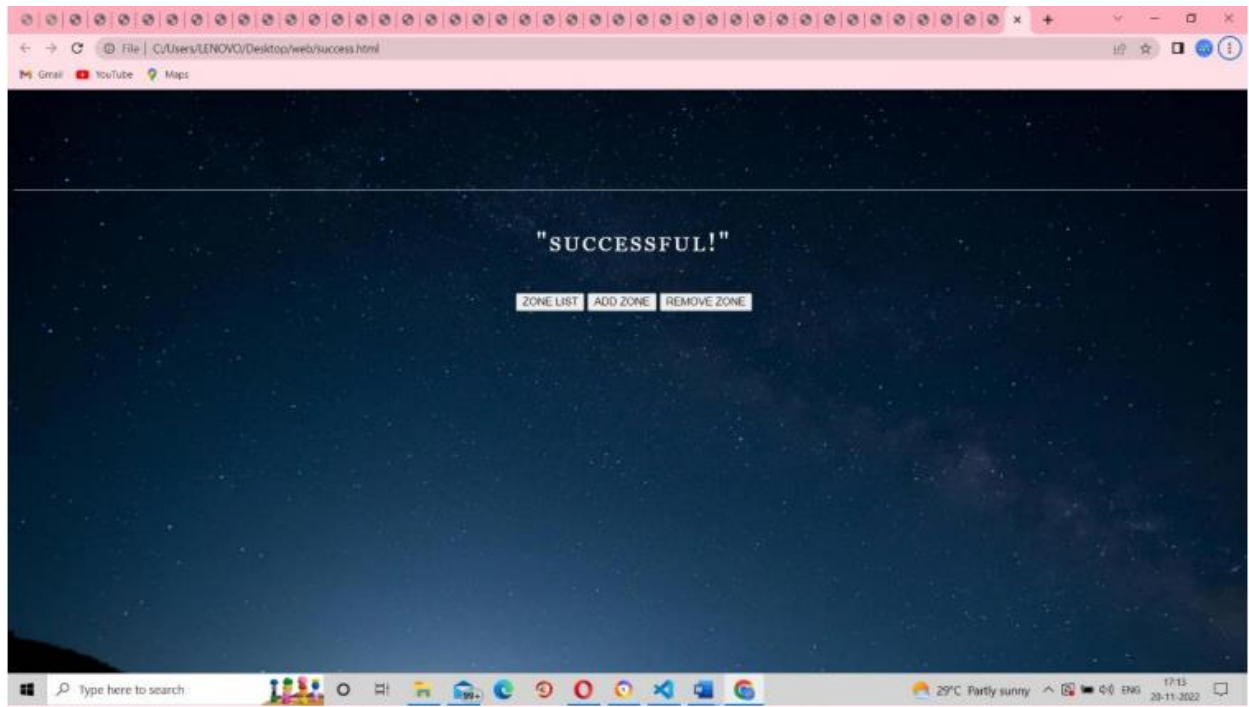 File | C:/Users/LENOVO/Desktop/web/success.html
Gmail YouTube Maps
"SUCCESSFUL!"
ZONE LIST ADD ZONE REMOVE ZONE
Type here to search 99+ 29°C Partly sunny ENG 17:13
20-11-2022